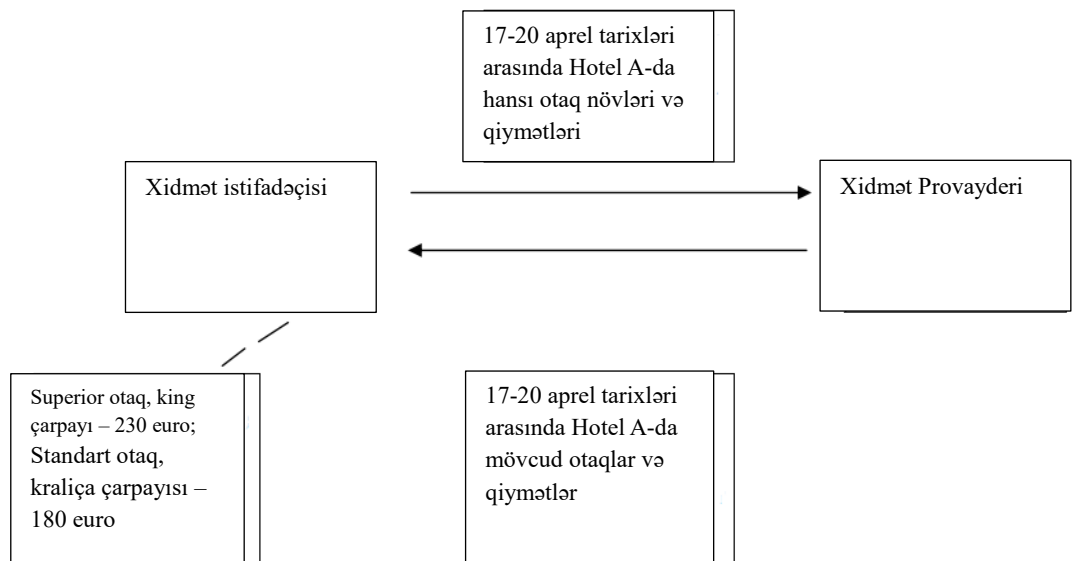 17-20 aprel tarixləri
arasında Hotel A-da
hansı otaq növləri və
qiymətləri
Xidmət istifadəçisi
Xidmət Provayderi
Superior otaq, king
çarpayı – 230 euro;
Standart otaq,
kraliça çarpayısı –
180 euro
17-20 aprel tarixləri
arasında Hotel A-da
mövcud otaqlar və
qiymətlər